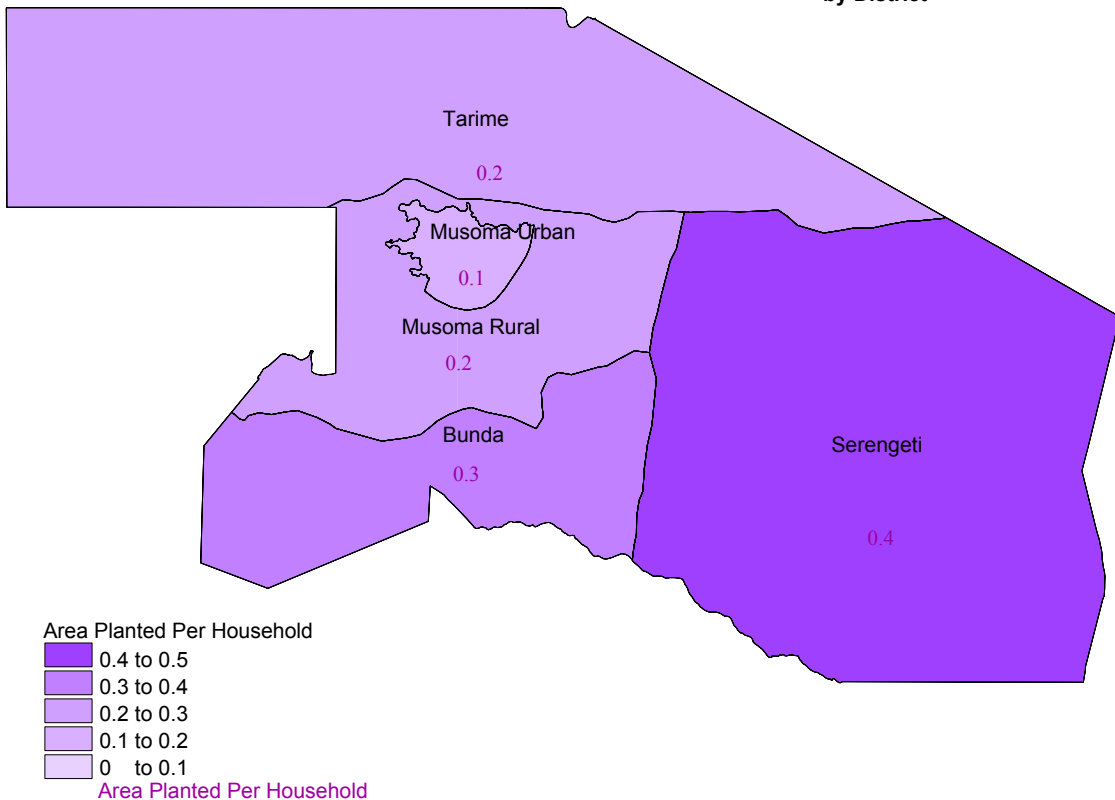 by District
Tarime
0.2
Musoma Urban
0.1
Musoma Rural
0.2
Bunda
0.3
Serengeti
0.4
Area Planted Per Household
0.4 to 0.5
0.3 to 0.4
0.2 to 0.3
0.1 to 0.2
0 to 0.1
Area Planted Per Household